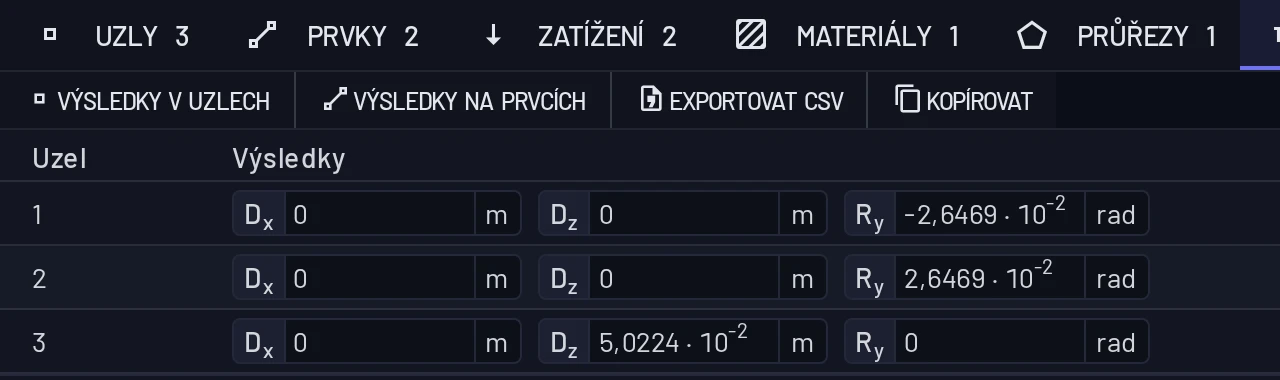 UZLY 3 PRVKY 2 ZATÍŽENÍ 2 MATERIÁLY 1 PRŮŘEZY 1
VÝSLEDKY V UZLECH VÝSLEDKY NA PRVCÍCH EXPORTOVAT CSV KOPÍROVAT
Uzel Výsledky
1 Dx 0 m Dz 0 m Ry -2,6469 · 10^-2 rad
2 Dx 0 m Dz 0 m Ry 2,6469 · 10^-2 rad
3 Dx 0 m Dz 5,0224 · 10^-2 m Ry 0 rad